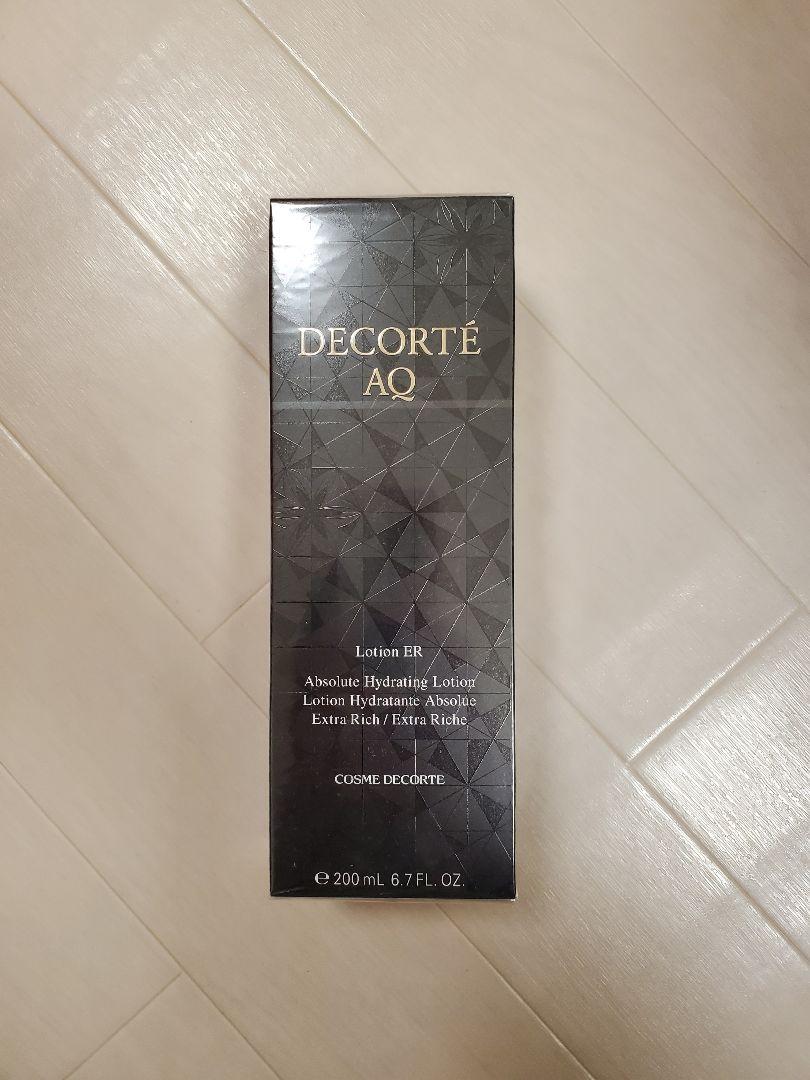 DECORTÉ
AQ
Lotion ER
Absolute Hydrating Lotion
Lotion Hydratante Absolue
Extra Rich / Extra Riche
COSME DECORTE
℮ 200 mL 6.7 FL. OZ.